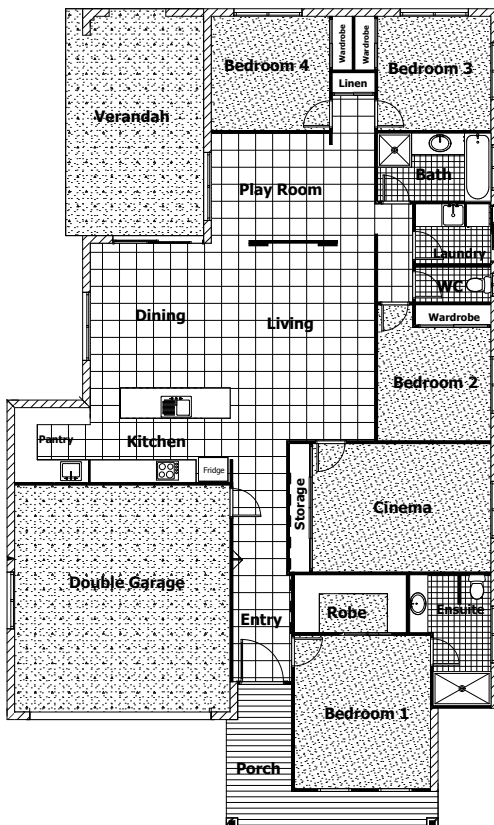 Wardrobe
Wardrobe
Bedroom 4
Bedroom 3
Linen
Verandah
Bath
Play Room
Laundry
WC
Dining
Living
Wardrobe
Bedroom 2
Pantry
Kitchen
Fridge
Storage
Cinema
Double Garage
Entry
Robe
Ensuite
Bedroom 1
Porch